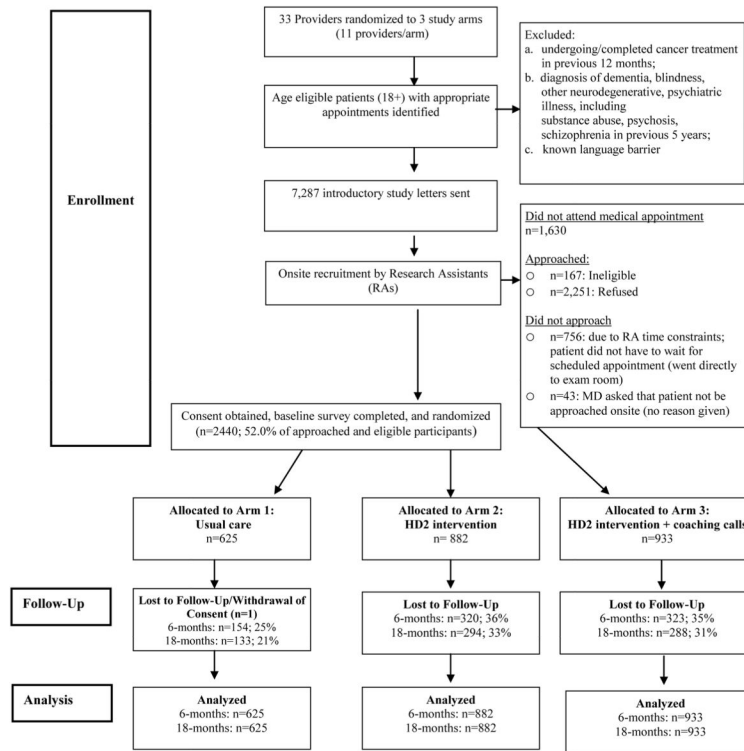 33 Providers randomized to 3 study arms
(11 providers/arm)
Excluded:
a. undergoing/completed cancer treatment
in previous 12 months;
b. diagnosis of dementia, blindness,
other neurodegenerative, psychiatric
illness, including
substance abuse, psychosis,
schizophrenia in previous 5 years;
c. known language barrier
Age eligible patients (18+) with appropriate
appointments identified
Enrollment
7,287 introductory study letters sent
Did not attend medical appointment
n=1,630
Approached:
○ n=167: Ineligible
○ n=2,251: Refused
Did not approach
○ n=756: due to RA time constraints;
patient did not have to wait for
scheduled appointment (went directly
to exam room)
○ n=43: MD asked that patient not be
approached onsite (no reason given)
Onsite recruitment by Research Assistants
(RAs)
Consent obtained, baseline survey completed, and randomized
(n=2440; 52.0% of approached and eligible participants)
Allocated to Arm 1:
Usual care
n=625
Allocated to Arm 2:
HD2 intervention
n= 882
Allocated to Arm 3:
HD2 intervention + coaching calls
n=933
Follow-Up
Lost to Follow-Up/Withdrawal of
Consent (n=1)
6-months: n=154; 25%
18-months: n=133; 21%
Lost to Follow-Up
6-months: n=320; 36%
18-months: n=294; 33%
Lost to Follow-Up
6-months: n=323; 35%
18-months: n=288; 31%
Analysis
Analyzed
6-months: n=625
18-months: n=625
Analyzed
6-months: n=882
18-months: n=882
Analyzed
6-months: n=933
18-months: n=933